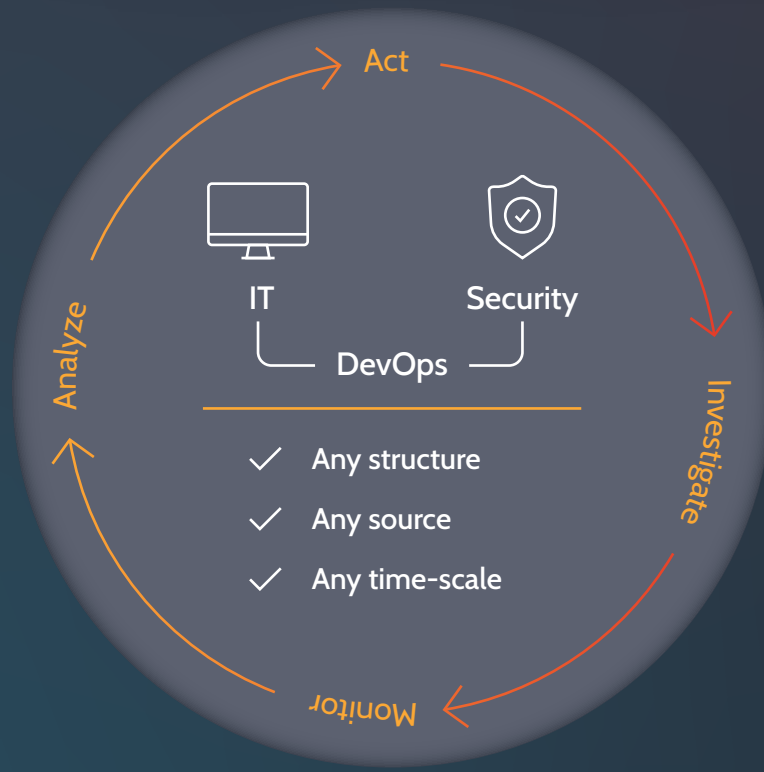 Act
IT
Security
DevOps
Analyze
Investigate
Any structure
Any source
Any time-scale
Monitor